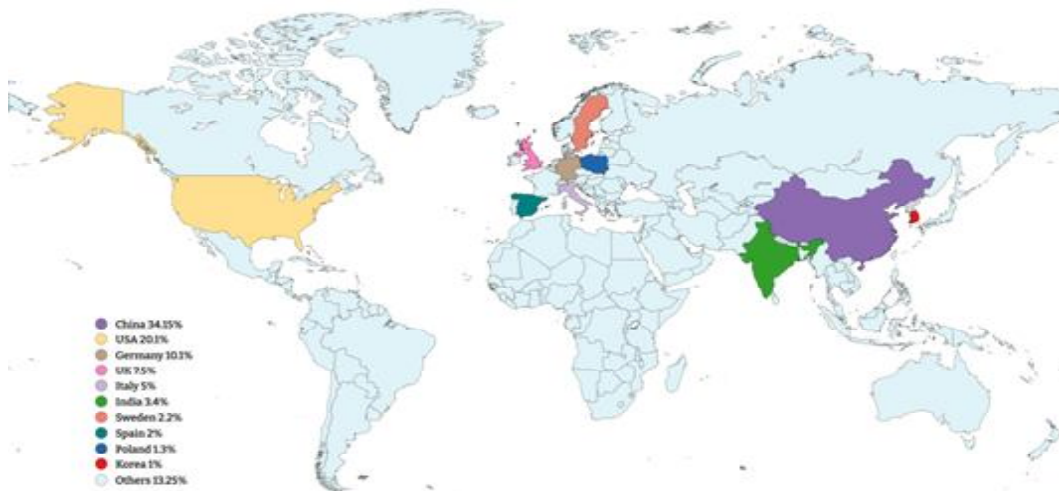 China 34.15%
USA 20.1%
Germany 10.1%
UK 7.5%
Italy 5%
India 3.4%
Sweden 2.2%
Spain 2%
Poland 1.3%
Korea 1%
Others 13.25%